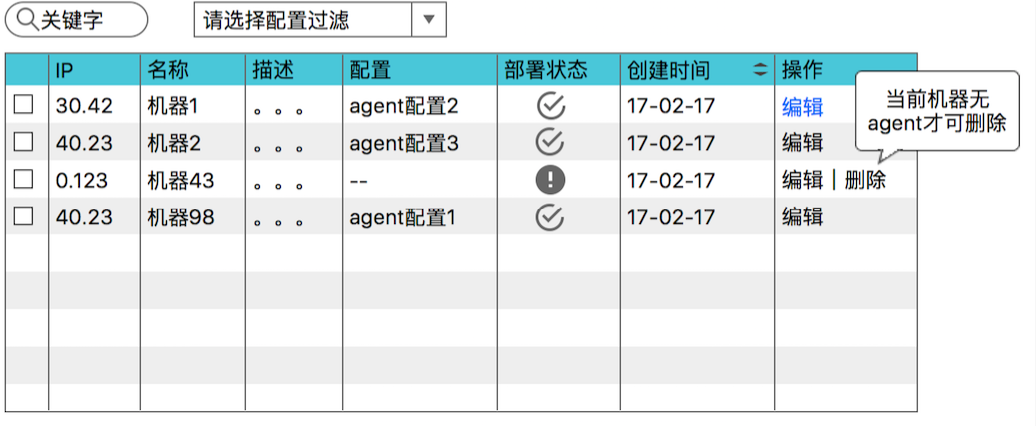 关键字 请选择配置过滤
IP 名称 描述 配置 部署状态 创建时间 操作
当前机器无
agent才可删除
30.42 机器1 。。。 agent配置2 17-02-17 编辑
40.23 机器2 。。。 agent配置3 17-02-17 编辑
0.123 机器43 。。。 -- 17-02-17 编辑 | 删除
40.23 机器98 。。。 agent配置1 17-02-17 编辑